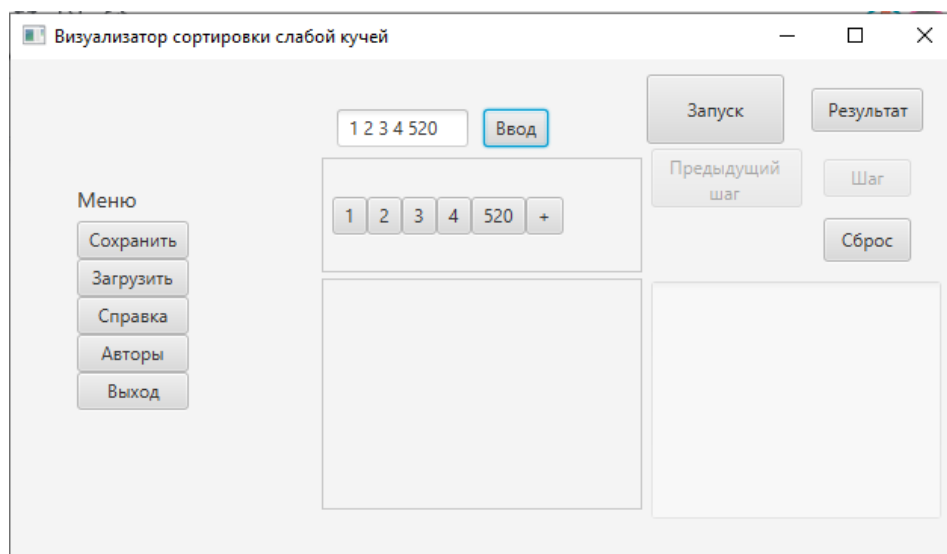 Визуализатор сортировки слабой кучей
1 2 3 4 520
Ввод
Запуск
Результат
Предыдущий
шаг
Шаг
Сброс
Меню
Сохранить
Загрузить
Справка
Авторы
Выход
1 2 3 4 520 +